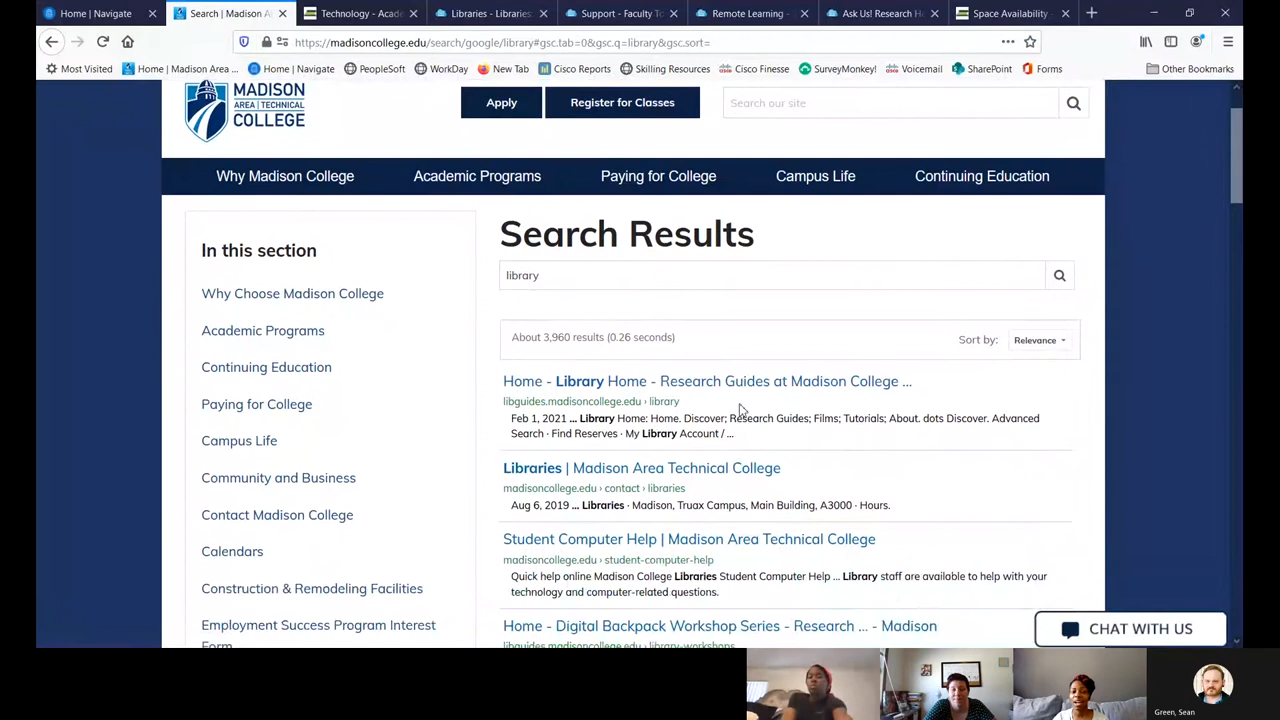 Home | Navigate
Search | Madison A
Technology - Acade
Libraries - Libraries:
Support - Faculty To
Remote Learning -
Ask Us! Research H
Space Availability -
https://madisoncollege.edu/search/google/library#gsc.tab=0&gsc.q=library&gsc.sort=
Most Visited
Home | Madison Area ...
Home | Navigate
PeopleSoft
WorkDay
New Tab
Cisco Reports
Skilling Resources
Cisco Finesse
SurveyMonkey!
Voicemail
SharePoint
Forms
Other Bookmarks
MADISON
AREA | TECHNICAL
COLLEGE
Apply
Register for Classes
Search our site
Why Madison College
Academic Programs
Paying for College
Campus Life
Continuing Education
In this section
Why Choose Madison College
Academic Programs
Continuing Education
Paying for College
Campus Life
Community and Business
Contact Madison College
Calendars
Construction & Remodeling Facilities
Employment Success Program Interest
Form
Search Results
library
About 3,960 results (0.26 seconds)
Sort by:
Relevance
Home - Library Home - Research Guides at Madison College ...
libguides.madisoncollege.edu › library
Feb 1, 2021 ... Library Home: Home. Discover; Research Guides; Films; Tutorials; About. dots Discover. Advanced
Search · Find Reserves · My Library Account / ...
Libraries | Madison Area Technical College
madisoncollege.edu › contact › libraries
Aug 6, 2019 ... Libraries · Madison, Truax Campus, Main Building, A3000 · Hours.
Student Computer Help | Madison Area Technical College
madisoncollege.edu › student-computer-help
Quick help online Madison College Libraries Student Computer Help ... Library staff are available to help with your
technology and computer-related questions.
Home - Digital Backpack Workshop Series - Research ... - Madison
libguides.madisoncollege.edu › library-workshops
CHAT WITH US
Green, Sean